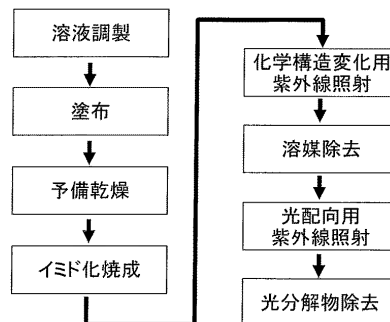 溶液調製
塗布
予備乾燥
イミド化焼成
化学構造変化用
紫外線照射
溶媒除去
光配向用
紫外線照射
光分解物除去